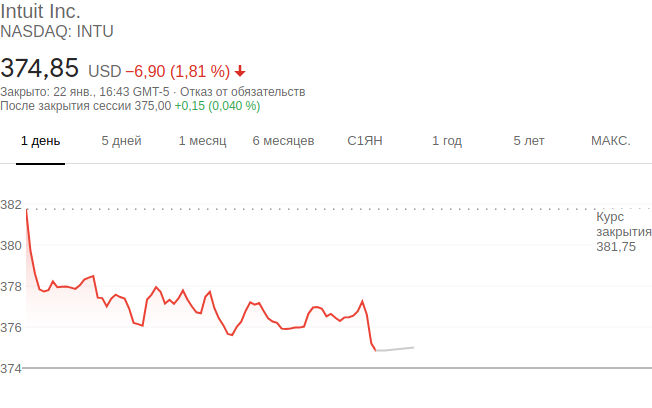 Intuit Inc.
NASDAQ: INTU
374,85 USD −6,90 (1,81 %)
Закрыто: 22 янв., 16:43 GMT-5 · Отказ от обязательств
После закрытия сессии 375,00 +0,15 (0,040 %)
1 день 5 дней 1 месяц 6 месяцев С1ЯН 1 год 5 лет МАКС.
382
Курс
закрытия
381,75
380
378
376
374